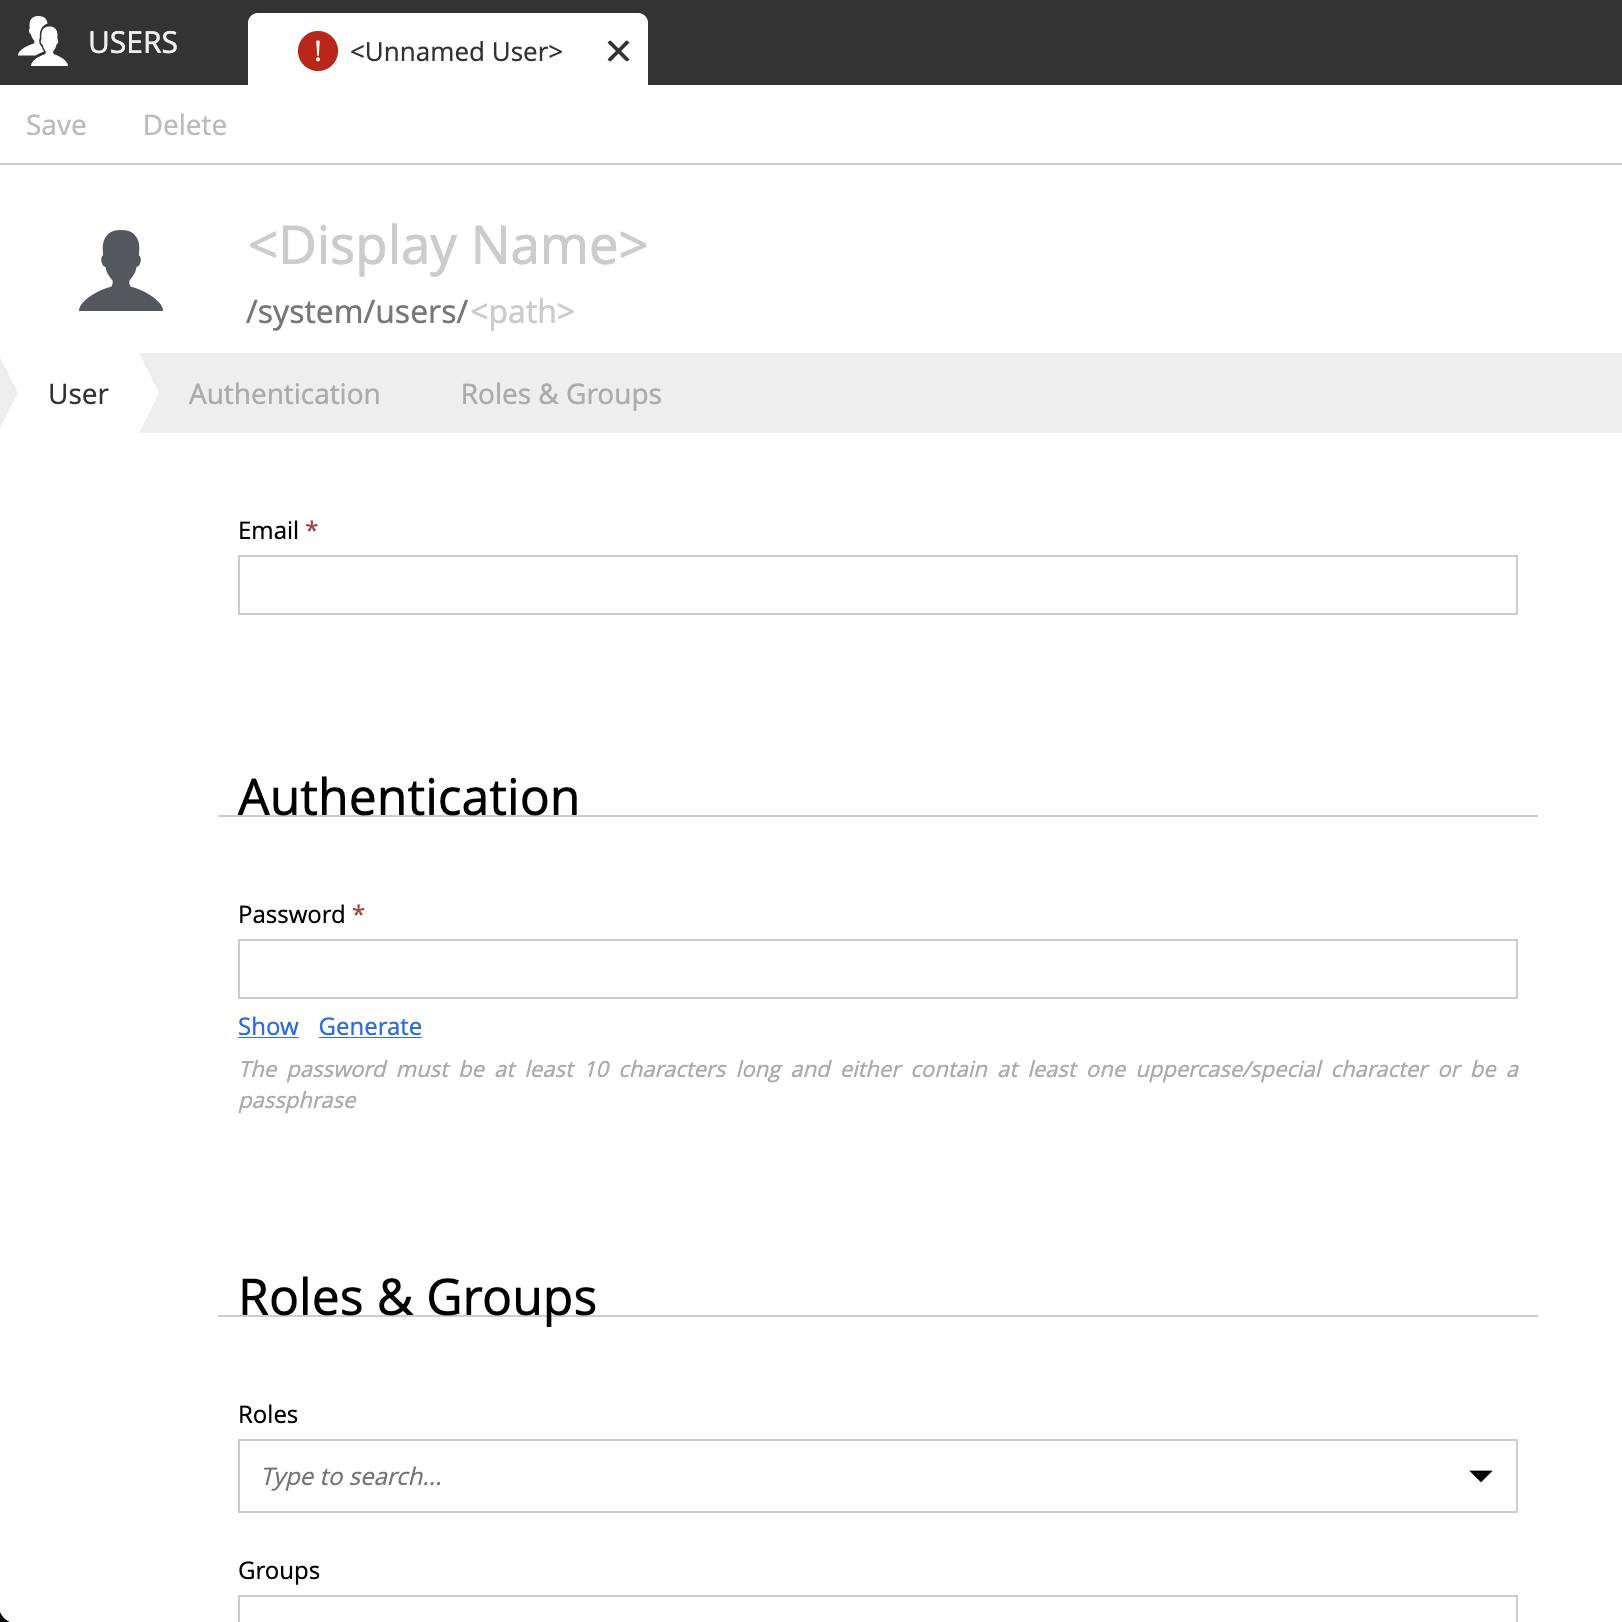 USERS
! <Unnamed User>
Save Delete
<Display Name>
/system/users/<path>
User Authentication Roles & Groups
Email *
Authentication
Password *
Show Generate
The password must be at least 10 characters long and either contain at least one uppercase/special character or be a
passphrase
Roles & Groups
Roles
Type to search...
Groups